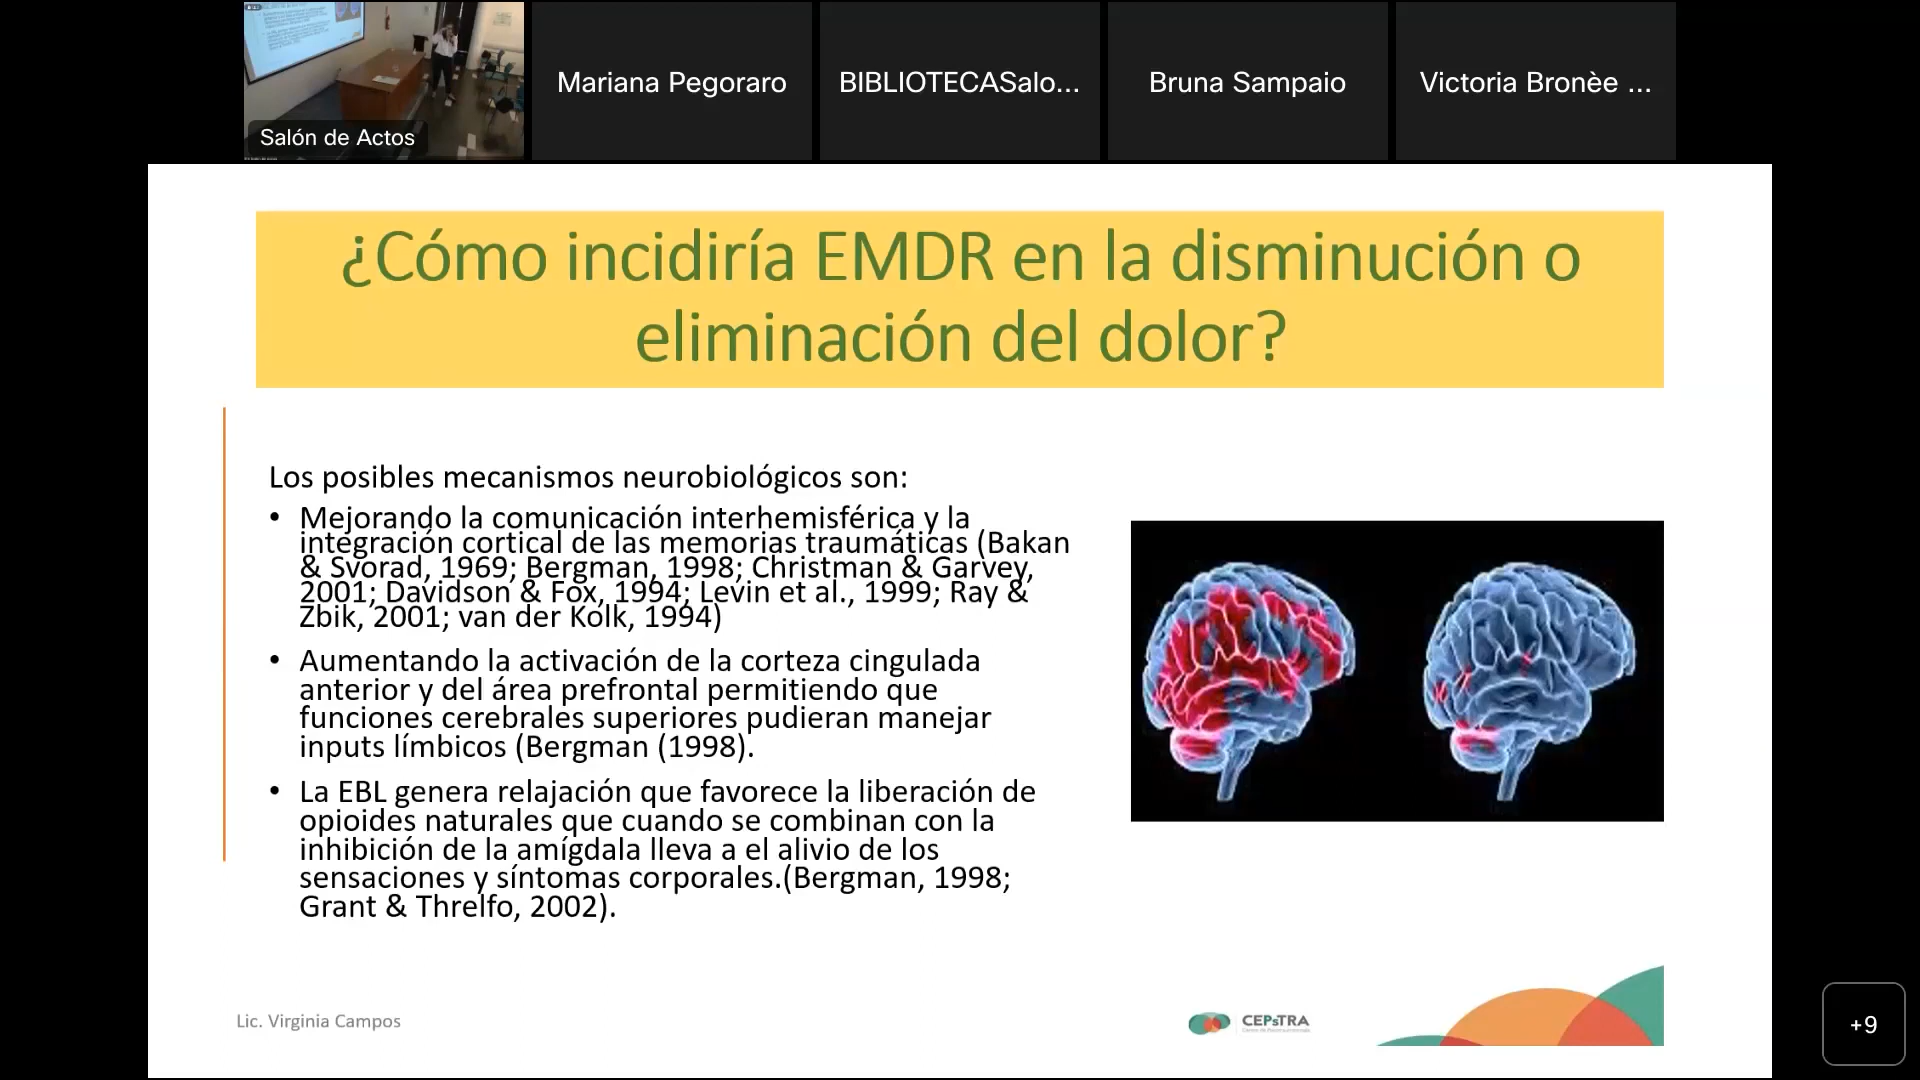 Salón de Actos
Mariana Pegoraro
BIBLIOTECASalo...
Bruna Sampaio
Victoria Bronèe ...
¿Cómo incidiría EMDR en la disminución o
eliminación del dolor?
Los posibles mecanismos neurobiológicos son:
• Mejorando la comunicación interhemisférica y la
integración cortical de las memorias traumáticas (Bakan
& Svorad, 1969; Bergman, 1998; Christman & Garvey,
2001; Davidson & Fox, 1994; Levin et al., 1999; Ray &
Zbik, 2001; van der Kolk, 1994)
• Aumentando la activación de la corteza cingulada
anterior y del área prefrontal permitiendo que
funciones cerebrales superiores pudieran manejar
inputs límbicos (Bergman (1998).
• La EBL genera relajación que favorece la liberación de
opioides naturales que cuando se combinan con la
inhibición de la amígdala lleva a el alivio de los
sensaciones y síntomas corporales.(Bergman, 1998;
Grant & Threlfo, 2002).
Lic. Virginia Campos
CEPsTRA
+9